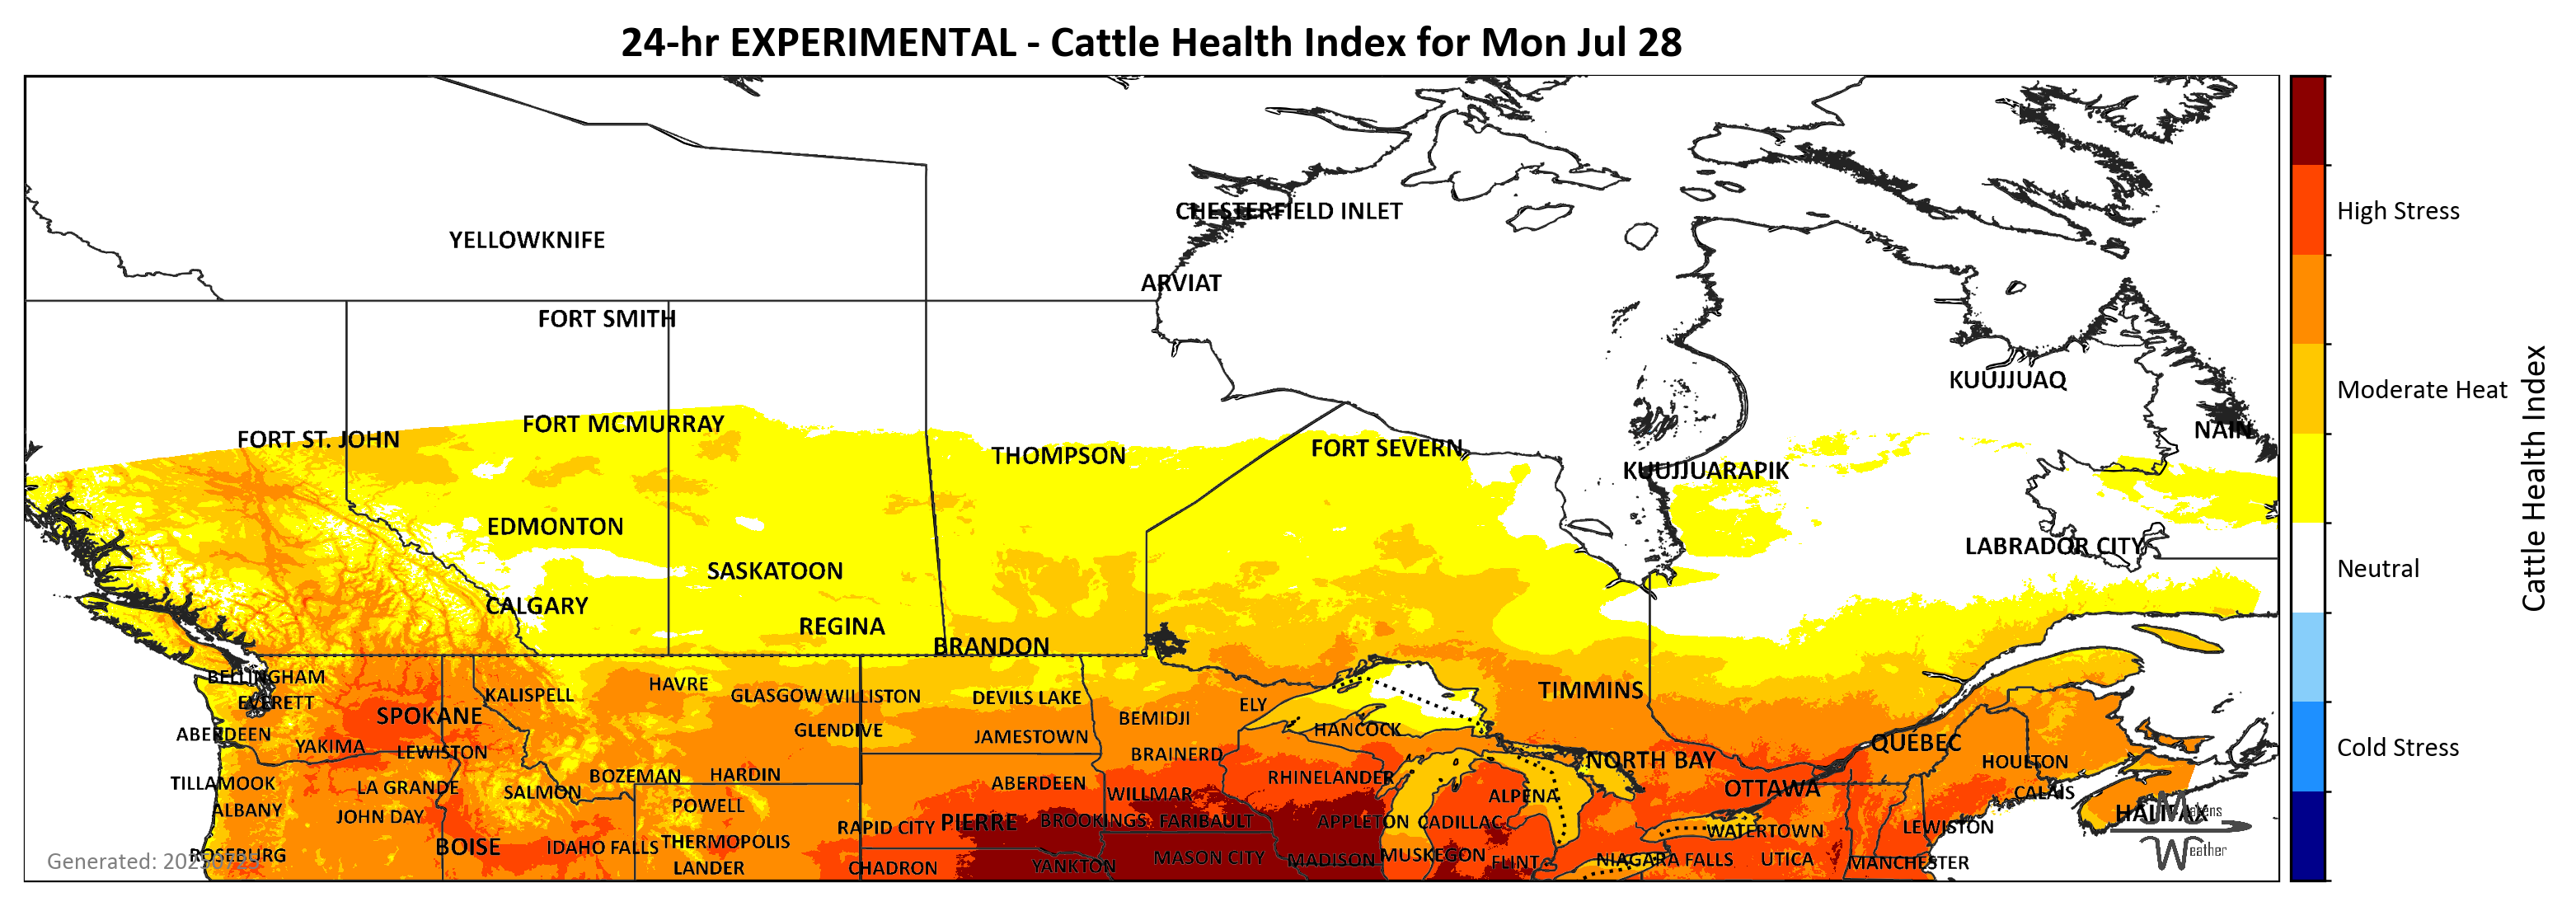 24-hr EXPERIMENTAL - Cattle Health Index for Mon Jul 28
CHESTERFIELD INLET
YELLOWKNIFE
High Stress
ARVIAT
FORT SMITH
KUUJJUAQ
Moderate Heat
FORT MCMURRAY
NAIN
FORT ST. JOHN
FORT SEVERN
THOMPSON
KUUJJUARAPIK
Cattle Health Index
EDMONTON
LABRADOR CITY
SASKATOON
Neutral
CALGARY
REGINA
BRANDON
BELLINGHAM
HAVRE
KALISPELL
GLASGOW WILLISTON
DEVILS LAKE
TIMMINS
EVERETT
ELY
SPOKANE
BEMIDJI
GLENDIVE
HANCOCK
ABERDEEN
JAMESTOWN
QUEBEC
YAKIMA
LEWISTON
BRAINERD
Cold Stress
NORTH BAY
HOULTON
BOZEMAN
HARDIN
RHINELANDER
TILLAMOOK
LA GRANDE
SALMON
ABERDEEN
WILLMAR
ALPENA
OTTAWA
CALAIS
ALBANY
JOHN DAY
POWELL
HALIFAX
Makens
RAPID CITY
PIERRE
BROOKINGS
FARIBAULT
APPLETON
CADILLAC
WATERTOWN
LEWISTON
BOISE
IDAHO FALLS
THERMOPOLIS
Weather
ROSEBURG
MASON CITY
MADISON
MUSKEGON
FLINT
NIAGARA FALLS
UTICA
MANCHESTER
Generated:
LANDER
CHADRON
YANKTON